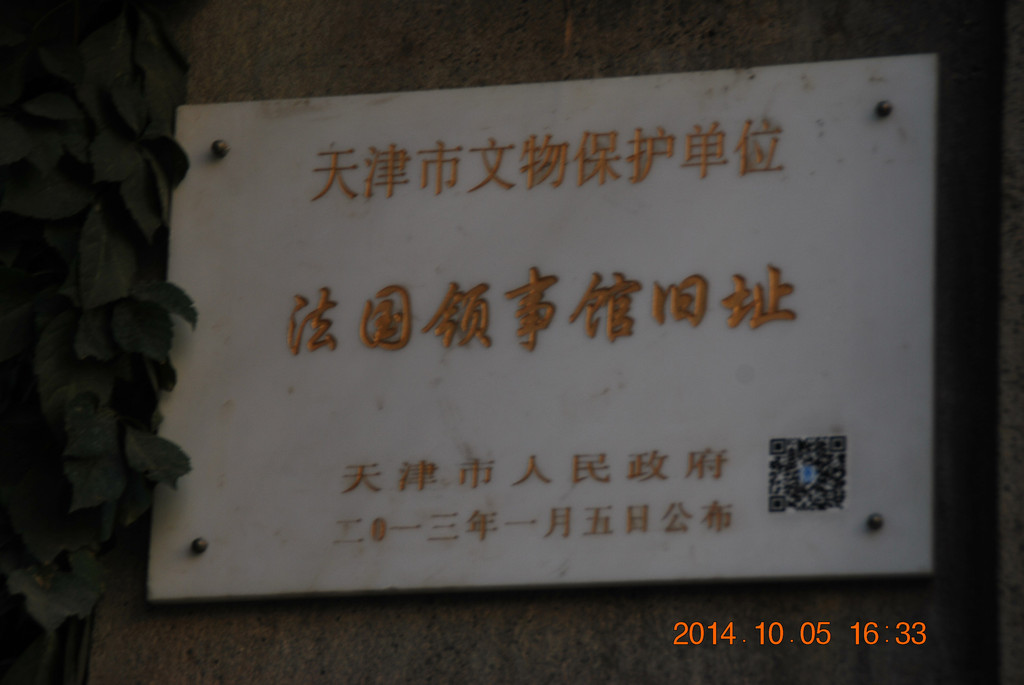 天津市文物保护单位
法国领事馆旧址
天津市人民政府
二0一三年一月五日公布
2014.10.05 16:33